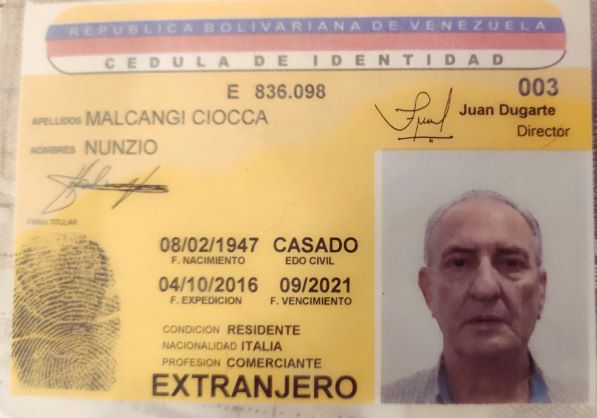 REPUBLICA BOLIVARIANA DE VENEZUELA
CEDULA DE IDENTIDAD
E 836.098 003
APELLIDOS MALCANGI CIOCCA Juan Dugarte
Director
NOMBRES NUNZIO
FIRMA TITULAR
08/02/1947 CASADO
F. NACIMIENTO EDO CIVIL
04/10/2016 09/2021
F. EXPEDICION F. VENCIMIENTO
CONDICION RESIDENTE
NACIONALIDAD ITALIA
PROFESION COMERCIANTE
EXTRANJERO